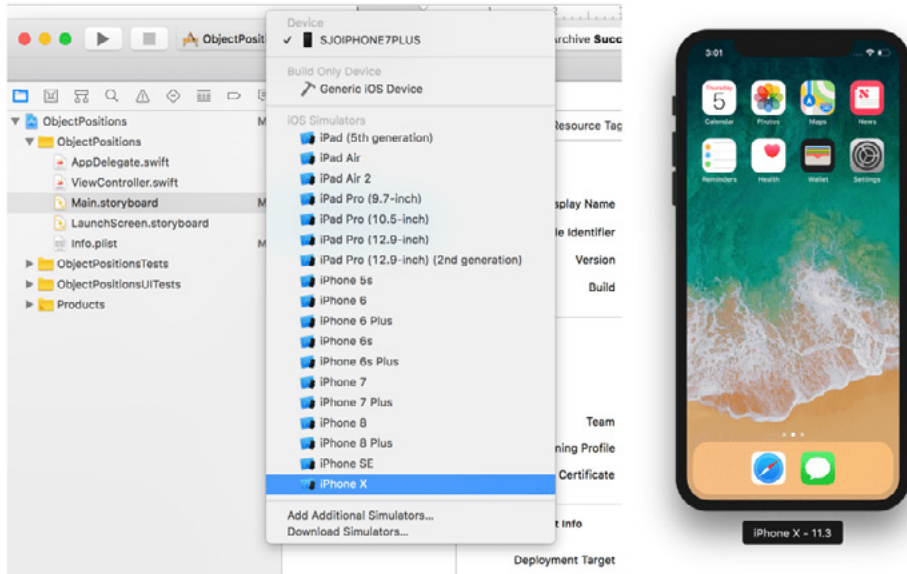 ObjectPosit
Device
✓ SJOIPHONE7PLUS
Build Only Device
Generic iOS Device
iOS Simulators
iPad (5th generation)
iPad Air
iPad Air 2
iPad Pro (9.7-inch)
iPad Pro (10.5-inch)
iPad Pro (12.9-inch)
iPad Pro (12.9-inch) (2nd generation)
iPhone 5s
iPhone 6
iPhone 6 Plus
iPhone 6s
iPhone 6s Plus
iPhone 7
iPhone 7 Plus
iPhone 8
iPhone 8 Plus
iPhone SE
iPhone X
Add Additional Simulators...
Download Simulators...
ObjectPositions M
ObjectPositions
AppDelegate.swift
ViewController.swift
Main.storyboard M
LaunchScreen.storyboard
Info.plist M
ObjectPositionsTests
ObjectPositionsUITests
Products
rchive Succ
Resource Tag
splay Name
le Identifier
Version
Build
Team
ning Profile
Certificate
t Info
Deployment Target
3:01
Thursday
5
Calendar Photos Maps News
Reminders Health Wallet Settings
iPhone X – 11.3